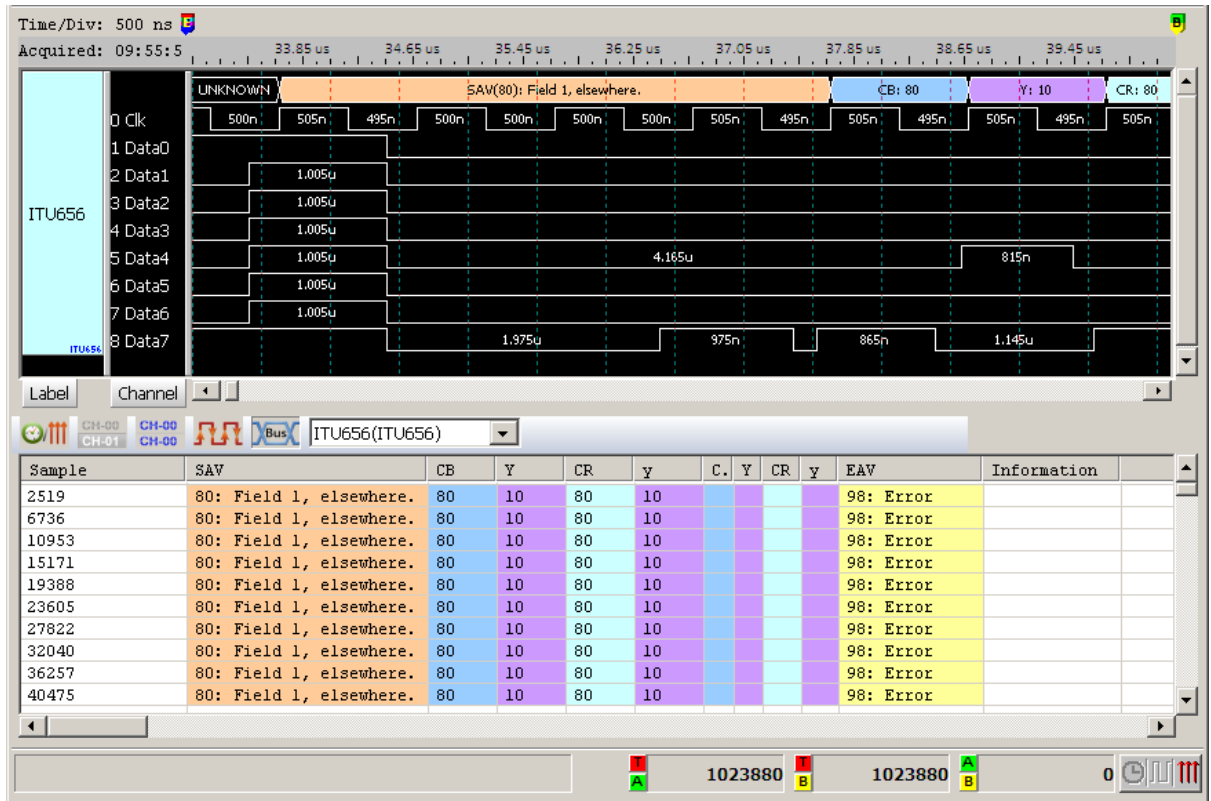 Time/Div: 500 ns E B
Acquired: 09:55:5 33.85 us 34.65 us 35.45 us 36.25 us 37.05 us 37.85 us 38.65 us 39.45 us
UNKNOWN SAV(80): Field 1, elsewhere. CB: 80 Y: 10 CR: 80
0 Clk 500n 505n 495n 500n 500n 500n 500n 505n 495n 505n 495n 505n 495n 505n
1 Data0
2 Data1 1.005u
3 Data2 1.005u
ITU656
4 Data3 1.005u
5 Data4 1.005u 4.165u 815n
6 Data5 1.005u
7 Data6 1.005u
ITU656 8 Data7 1.975u 975n 865n 1.145u
Label Channel
CH-00 CH-01 CH-00 CH-00 Bus ITU656(ITU656)
Sample SAV CB Y CR y C. Y CR y EAV Information
2519 80: Field 1, elsewhere. 80 10 80 10 98: Error
6736 80: Field 1, elsewhere. 80 10 80 10 98: Error
10953 80: Field 1, elsewhere. 80 10 80 10 98: Error
15171 80: Field 1, elsewhere. 80 10 80 10 98: Error
19388 80: Field 1, elsewhere. 80 10 80 10 98: Error
23605 80: Field 1, elsewhere. 80 10 80 10 98: Error
27822 80: Field 1, elsewhere. 80 10 80 10 98: Error
32040 80: Field 1, elsewhere. 80 10 80 10 98: Error
36257 80: Field 1, elsewhere. 80 10 80 10 98: Error
40475 80: Field 1, elsewhere. 80 10 80 10 98: Error
T A 1023880 T B 1023880 A B 0